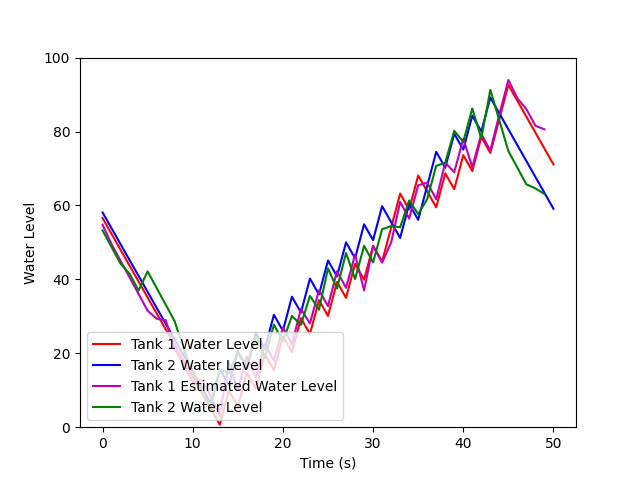 100
80
60
40
20
0
Water Level
Tank 1 Water Level
Tank 2 Water Level
Tank 1 Estimated Water Level
Tank 2 Water Level
0 10 20 30 40 50
Time (s)